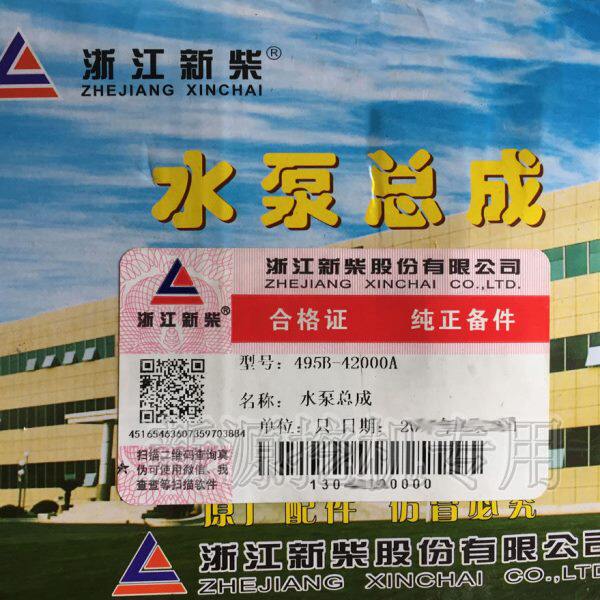 浙江新柴®
ZHEJIANG XINCHAI
水泵总成
浙江新柴股份有限公司
ZHEJIANG XINCHAI CO.,LTD.
浙江新柴®
合格证 纯正备件
型号: 495B-42000A
名称: 水泵总成
单位: 只 日期: 20
45165463607359703884
扫描二维码查询真
伪可使用微信、我
查查等扫描软件
130 0000
原厂配件 仿冒必究
浙江新柴股份有限公司
ZHEJIANG XINCHAI CO.,LTD.